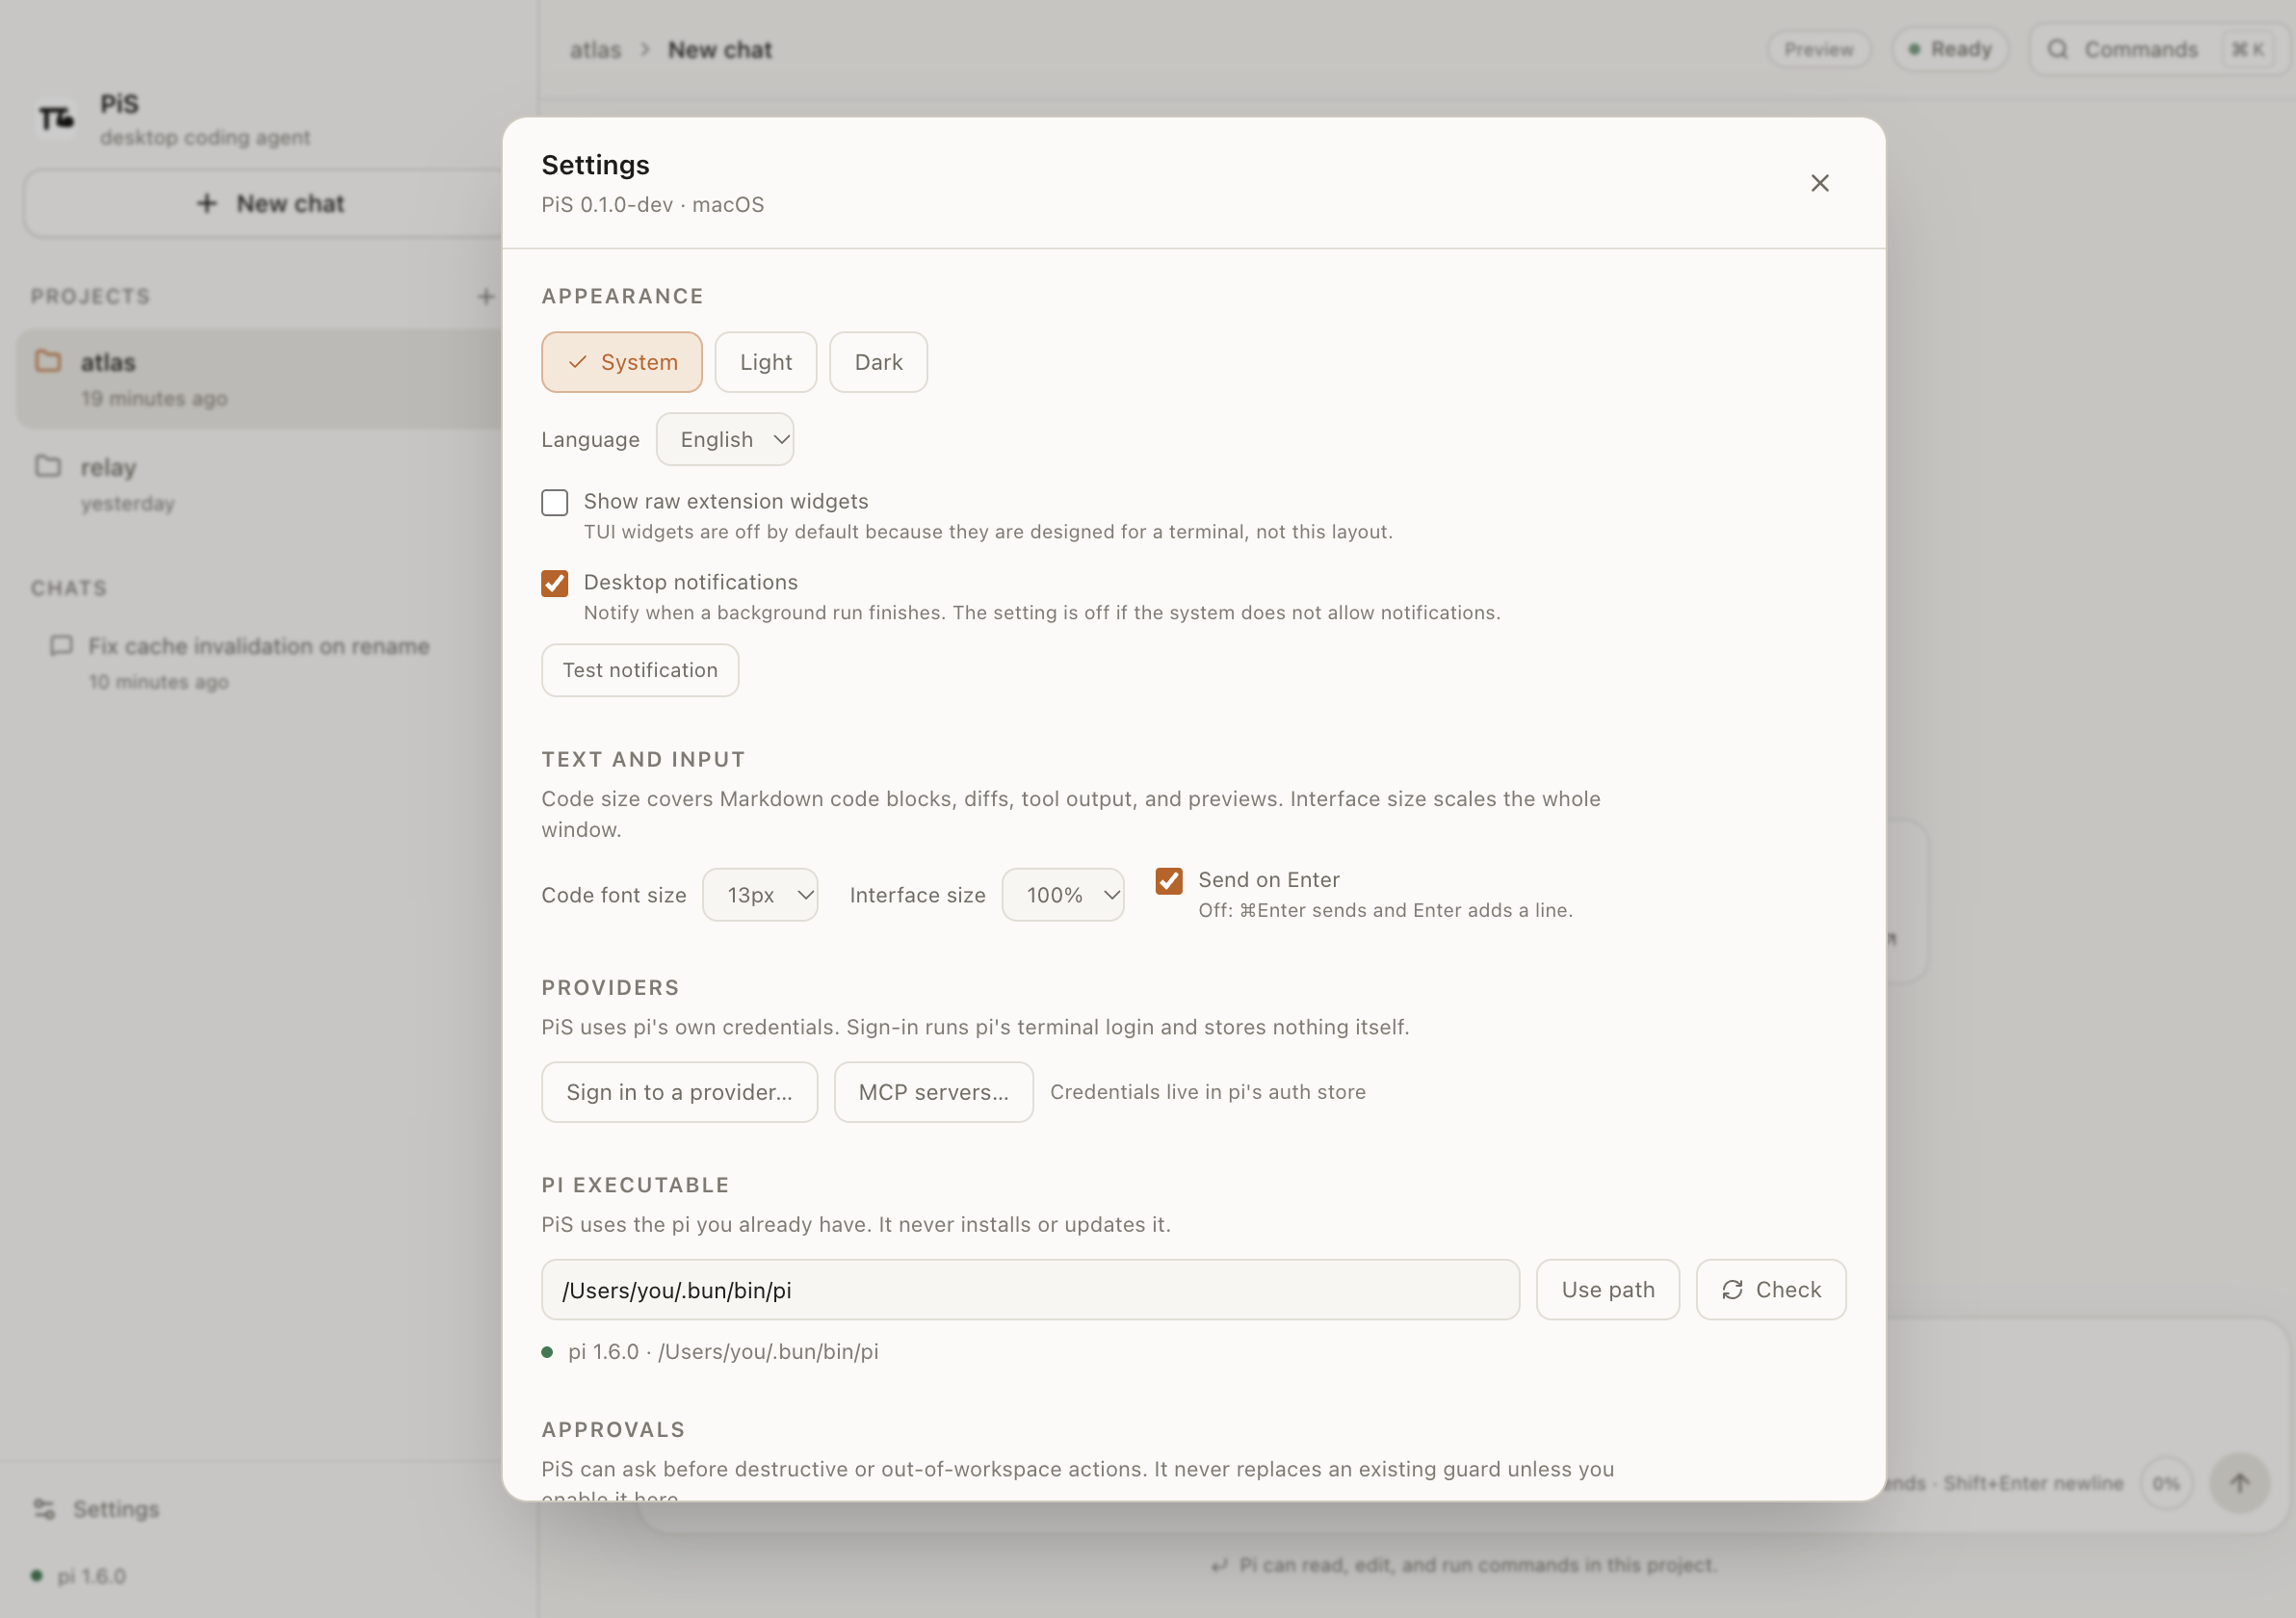 atlas > New chat
Preview
Ready
Commands ⌘K
PiS
desktop coding agent
+ New chat
PROJECTS +
atlas
19 minutes ago
relay
yesterday
CHATS
Fix cache invalidation on rename
10 minutes ago
Settings
pi 1.6.0
Settings
PiS 0.1.0-dev · macOS
APPEARANCE
System
Light
Dark
Language English
Show raw extension widgets
TUI widgets are off by default because they are designed for a terminal, not this layout.
Desktop notifications
Notify when a background run finishes. The setting is off if the system does not allow notifications.
Test notification
TEXT AND INPUT
Code size covers Markdown code blocks, diffs, tool output, and previews. Interface size scales the whole
window.
Code font size 13px
Interface size 100%
Send on Enter
Off: ⌘Enter sends and Enter adds a line.
PROVIDERS
PiS uses pi's own credentials. Sign-in runs pi's terminal login and stores nothing itself.
Sign in to a provider...
MCP servers...
Credentials live in pi's auth store
PI EXECUTABLE
PiS uses the pi you already have. It never installs or updates it.
/Users/you/.bun/bin/pi
Use path
Check
pi 1.6.0 · /Users/you/.bun/bin/pi
APPROVALS
PiS can ask before destructive or out-of-workspace actions. It never replaces an existing guard unless you
enable it here.
ends · Shift+Enter newline
0%
Pi can read, edit, and run commands in this project.